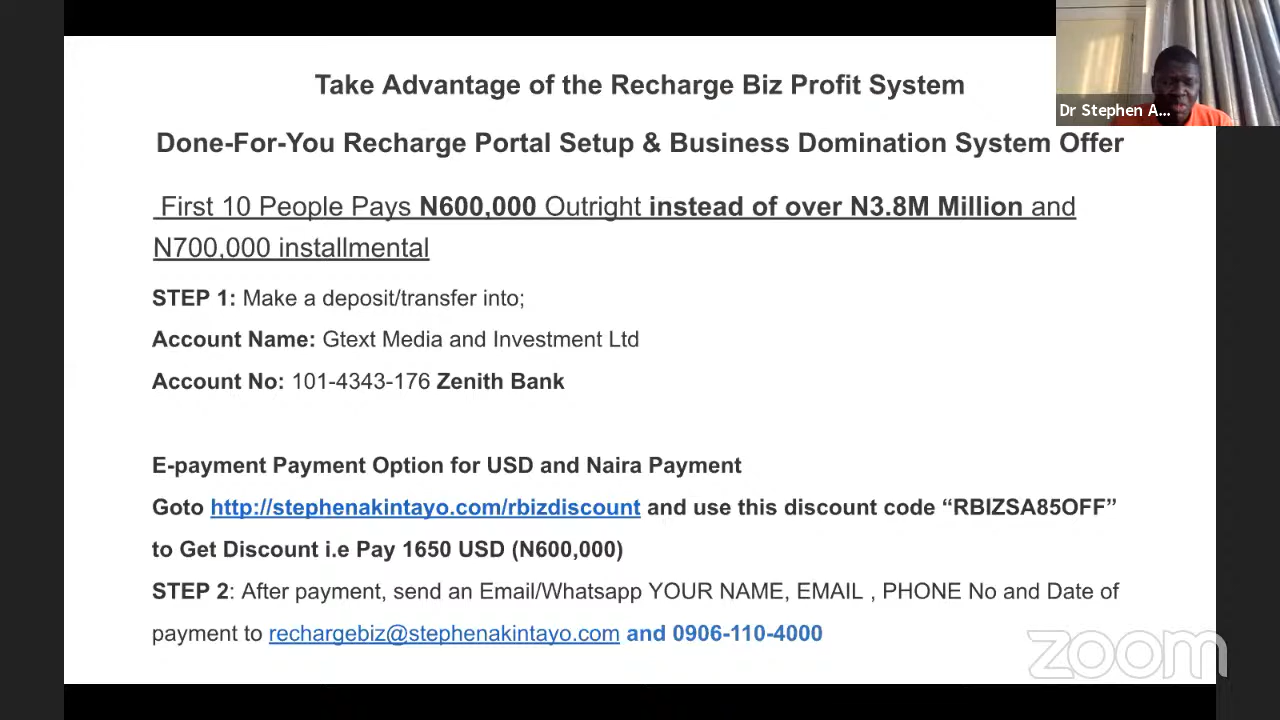 Take Advantage of the Recharge Biz Profit System
Dr Stephen A...
Done-For-You Recharge Portal Setup & Business Domination System Offer
First 10 People Pays N600,000 Outright instead of over N3.8M Million and
N700,000 installmental
STEP 1: Make a deposit/transfer into;
Account Name: Gtext Media and Investment Ltd
Account No: 101-4343-176 Zenith Bank
E-payment Payment Option for USD and Naira Payment
Goto http://stephenakintayo.com/rbizdiscount and use this discount code “RBIZSA85OFF”
to Get Discount i.e Pay 1650 USD (N600,000)
STEP 2: After payment, send an Email/Whatsapp YOUR NAME, EMAIL , PHONE No and Date of
payment to rechargebiz@stephenakintayo.com and 0906-110-4000
zoom